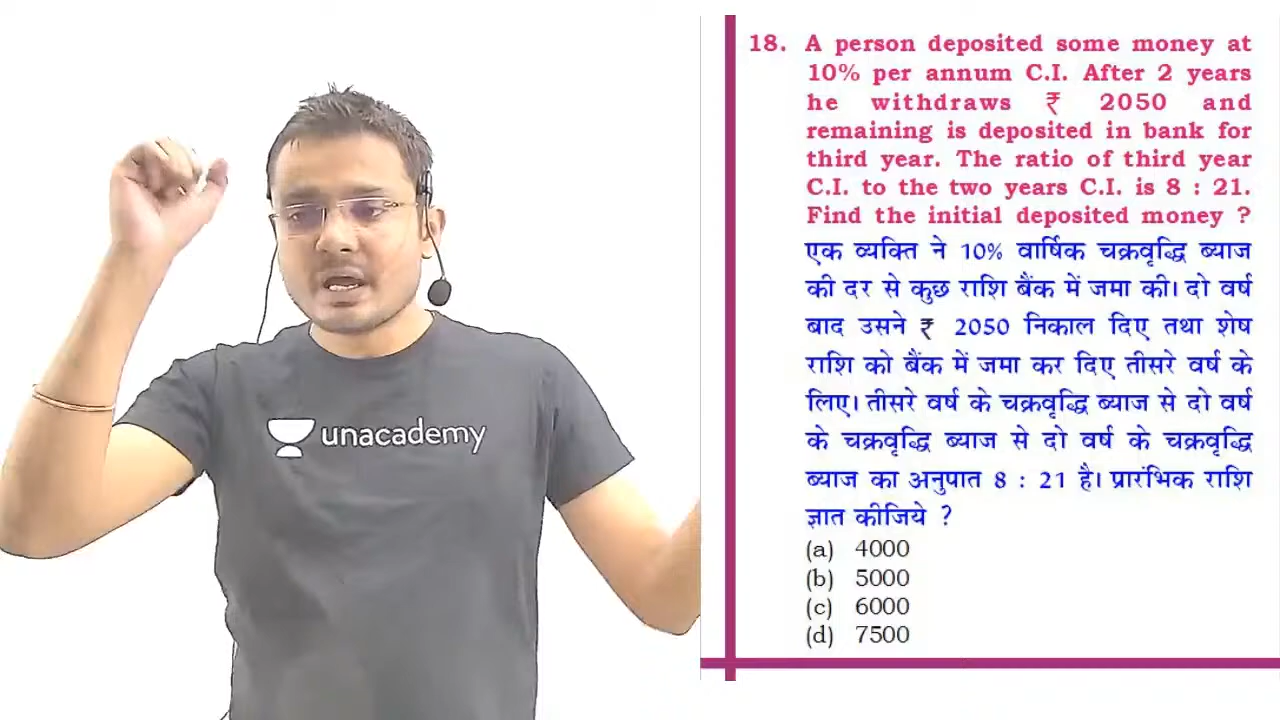 unacademy
18. A person deposited some money at
10% per annum C.I. After 2 years
he withdraws ₹ 2050 and
remaining is deposited in bank for
third year. The ratio of third year
C.I. to the two years C.I. is 8 : 21.
Find the initial deposited money ?
एक व्यक्ति ने 10% वार्षिक चक्रवृद्धि ब्याज
की दर से कुछ राशि बैंक में जमा की। दो वर्ष
बाद उसने ₹ 2050 निकाल दिए तथा शेष
राशि को बैंक में जमा कर दिए तीसरे वर्ष के
लिए। तीसरे वर्ष के चक्रवृद्धि ब्याज से दो वर्ष
के चक्रवृद्धि ब्याज से दो वर्ष के चक्रवृद्धि
ब्याज का अनुपात 8 : 21 है। प्रारंभिक राशि
ज्ञात कीजिये ?
(a) 4000
(b) 5000
(c) 6000
(d) 7500